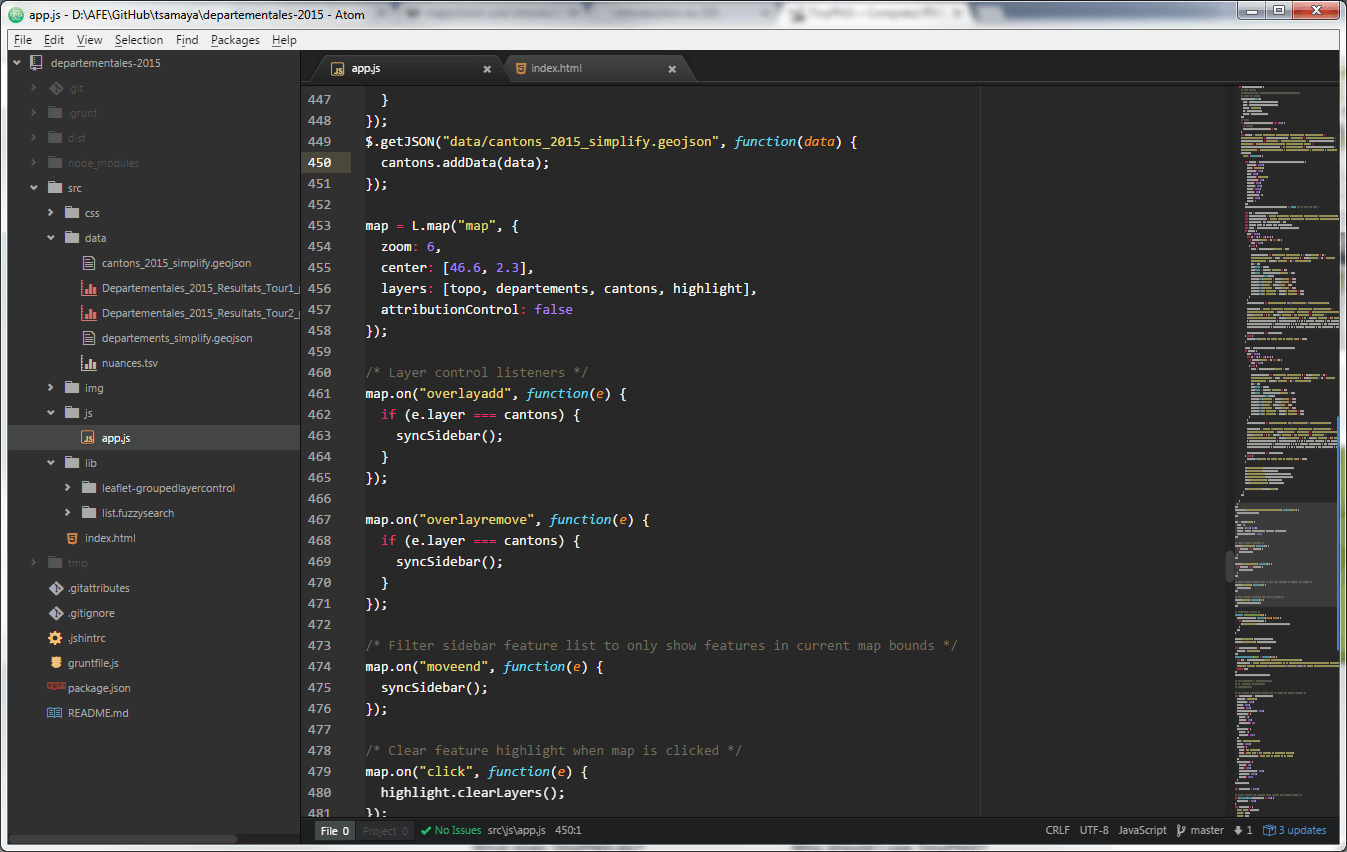 app.js - D:\AFE\GitHub\tsamaya\departementales-2015 - Atom
File Edit View Selection Find Packages Help
departementales-2015
.git
.grunt
dist
node_modules
src
css
data
cantons_2015_simplify.geojson
Departementales_2015_Resultats_Tour1_
Departementales_2015_Resultats_Tour2_
departements_simplify.geojson
nuances.tsv
img
js
app.js
lib
leaflet-groupedlayercontrol
list.fuzzysearch
index.html
tmp
.gitattributes
.gitignore
.jshintrc
gruntfile.js
package.json
README.md
app.js
index.html
447 }
448 });
449 $.getJSON("data/cantons_2015_simplify.geojson", function(data) {
450 cantons.addData(data);
451 });
452
453 map = L.map("map", {
454 zoom: 6,
455 center: [46.6, 2.3],
456 layers: [topo, departements, cantons, highlight],
457 attributionControl: false
458 });
459
460 /* Layer control listeners */
461 map.on("overlayadd", function(e) {
462 if (e.layer === cantons) {
463 syncSidebar();
464 }
465 });
466
467 map.on("overlayremove", function(e) {
468 if (e.layer === cantons) {
469 syncSidebar();
470 }
471 });
472
473 /* Filter sidebar feature list to only show features in current map bounds */
474 map.on("moveend", function(e) {
475 syncSidebar();
476 });
477
478 /* Clear feature highlight when map is clicked */
479 map.on("click", function(e) {
480 highlight.clearLayers();
481 });
File 0 Project 0 No Issues src\js\app.js 450:1 CRLF UTF-8 JavaScript master 1 3 updates